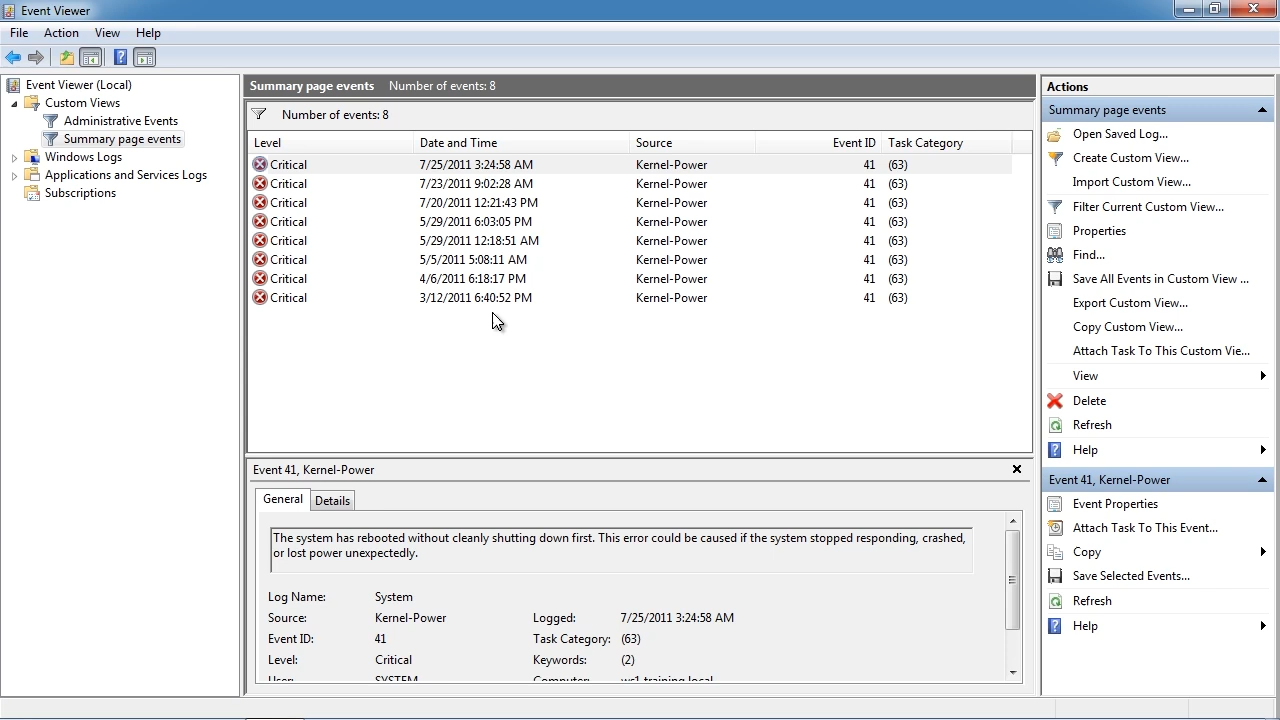 Event Viewer
File Action View Help
Event Viewer (Local)
Custom Views
Administrative Events
Summary page events
Windows Logs
Applications and Services Logs
Subscriptions
Summary page events Number of events: 8
Number of events: 8
Level Date and Time Source Event ID Task Category
Critical 7/25/2011 3:24:58 AM Kernel-Power 41 (63)
Critical 7/23/2011 9:02:28 AM Kernel-Power 41 (63)
Critical 7/20/2011 12:21:43 PM Kernel-Power 41 (63)
Critical 5/29/2011 6:03:05 PM Kernel-Power 41 (63)
Critical 5/29/2011 12:18:51 AM Kernel-Power 41 (63)
Critical 5/5/2011 5:08:11 AM Kernel-Power 41 (63)
Critical 4/6/2011 6:18:17 PM Kernel-Power 41 (63)
Critical 3/12/2011 6:40:52 PM Kernel-Power 41 (63)
Event 41, Kernel-Power
General Details
The system has rebooted without cleanly shutting down first. This error could be caused if the system stopped responding, crashed,
or lost power unexpectedly.
Log Name: System
Source: Kernel-Power Logged: 7/25/2011 3:24:58 AM
Event ID: 41 Task Category: (63)
Level: Critical Keywords: (2)
User: SYSTEM Computer: ws1.training.local
Actions
Summary page events
Open Saved Log...
Create Custom View...
Import Custom View...
Filter Current Custom View...
Properties
Find...
Save All Events in Custom View ...
Export Custom View...
Copy Custom View...
Attach Task To This Custom Vie...
View
Delete
Refresh
Help
Event 41, Kernel-Power
Event Properties
Attach Task To This Event...
Copy
Save Selected Events...
Refresh
Help